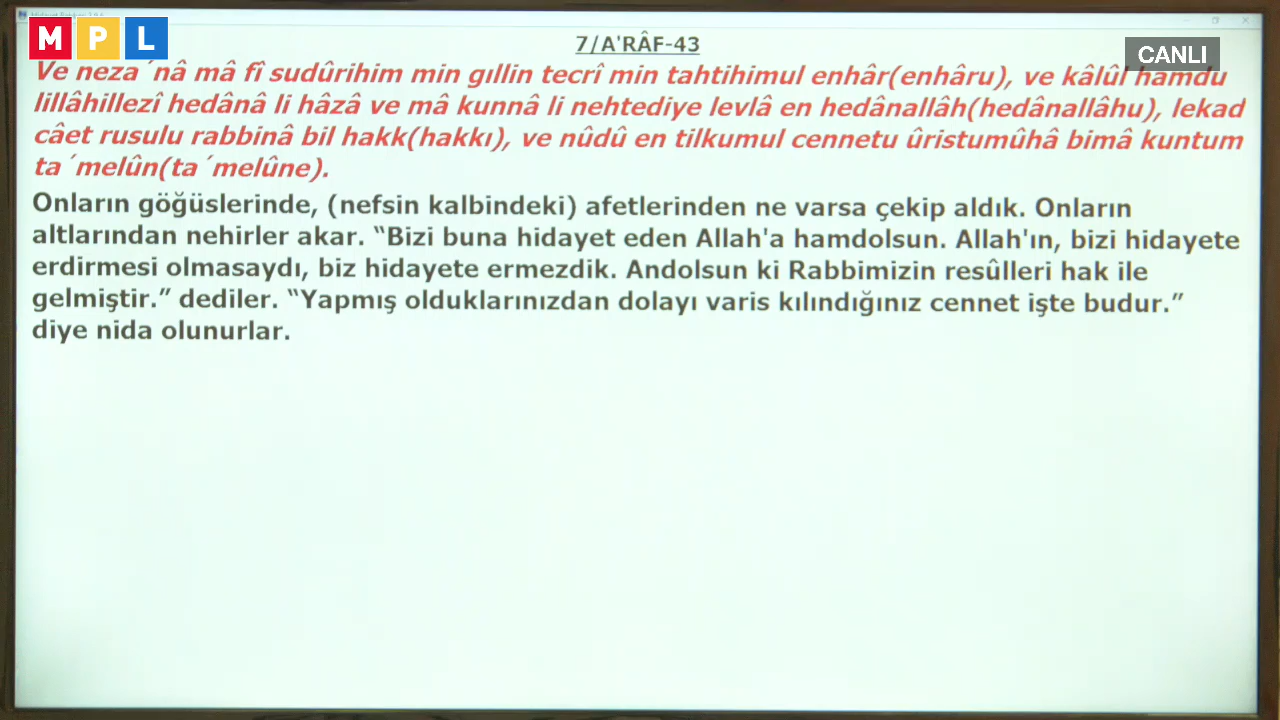 MPL
CANLI
7/A'RÂF-43
Ve neza´nâ mâ fî sudûrihim min gıllin tecrî min tahtihimul enhâr(enhâru), ve kâlûl hamdu
lillâhillezî hedânâ li hâzâ ve mâ kunnâ li nehtediye levlâ en hedânallâh(hedânallâhu), lekad
câet rusulu rabbinâ bil hakk(hakkı), ve nûdû en tilkumul cennetu ûristumûhâ bimâ kuntum
ta´melûn(ta´melûne).
Onların göğüslerinde, (nefsin kalbindeki) afetlerinden ne varsa çekip aldık. Onların
altlarından nehirler akar. “Bizi buna hidayet eden Allah'a hamdolsun. Allah'ın, bizi hidayete
erdirmesi olmasaydı, biz hidayete ermezdik. Andolsun ki Rabbimizin resûlleri hak ile
gelmiştir.” dediler. “Yapmış olduklarınızdan dolayı varis kılındığınız cennet işte budur.”
diye nida olunurlar.